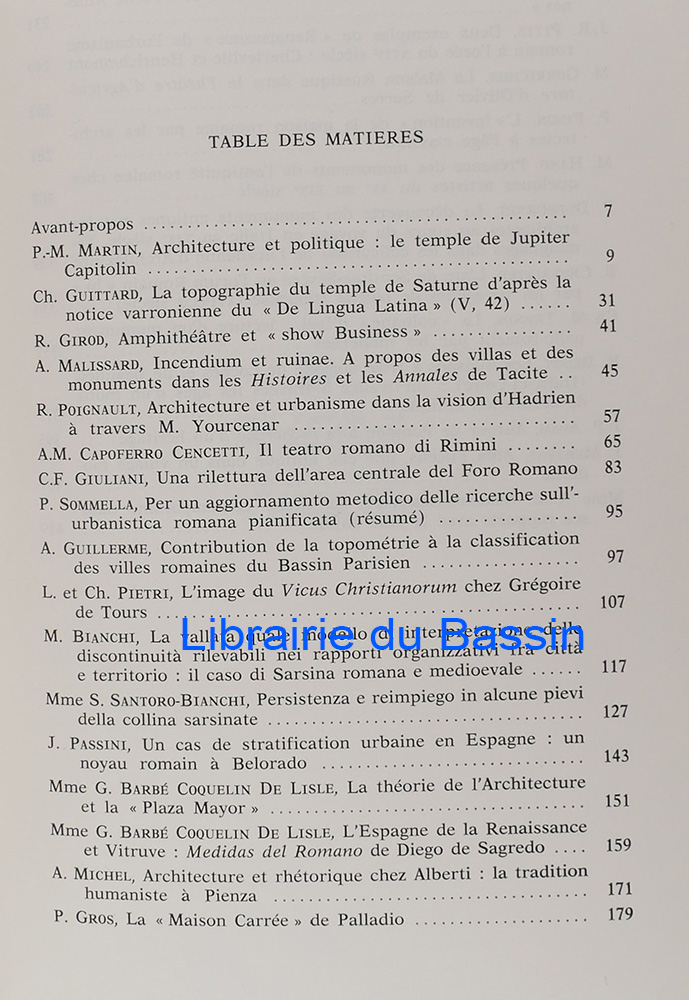 TABLE DES MATIERES
Avant-propos ................................................ 7
P.-M. MARTIN, Architecture et politique : le temple de Jupiter
Capitolin ................................................ 9
Ch. GUITTARD, La topographie du temple de Saturne d'après la
notice varronienne du « De Lingua Latina » (V, 42) ...... 31
R. GIROD, Amphithéâtre et « show Business » ................ 41
A. MALISSARD, Incendium et ruinae. A propos des villas et des
monuments dans les Histoires et les Annales de Tacite .. 45
R. POIGNAULT, Architecture et urbanisme dans la vision d'Hadrien
à travers M. Yourcenar ................................ 57
A.M. CAPOFERRO CENCETTI, Il teatro romano di Rimini ........ 65
C.F. GIULIANI, Una rilettura dell'area centrale del Foro Romano 83
P. SOMMELLA, Per un aggiornamento metodico delle ricerche sull'-
urbanistica romana pianificata (résumé) ................ 95
A. GUILLERME, Contribution de la topométrie à la classification
des villes romaines du Bassin Parisien .................. 97
L. et Ch. PIETRI, L'image du Vicus Christianorum chez Grégoire
de Tours ................................................ 107
M. BIANCHI, La vallata quale modello di interpretazione delle
discontinuità rilevabili nei rapporti organizzativi fra città
e territorio : il caso di Sarsina romana e medioevale ...... 117
Librairie du Bassin
Mme S. SANTORO-BIANCHI, Persistenza e reimpiego in alcune pievi
della collina sarsinate .................................... 127
J. PASSINI, Un cas de stratification urbaine en Espagne : un
noyau romain à Belorado .............................. 143
Mme G. BARBÉ COQUELIN DE LISLE, La théorie de l'Architecture
et la « Plaza Mayor » .................................... 151
Mme G. BARBÉ COQUELIN DE LISLE, L'Espagne de la Renaissance
et Vitruve : Medidas del Romano de Diego de Sagredo .... 159
A. MICHEL, Architecture et rhétorique chez Alberti : la tradition
humaniste à Pienza .................................... 171
P. GROS, La « Maison Carrée » de Palladio .................... 179